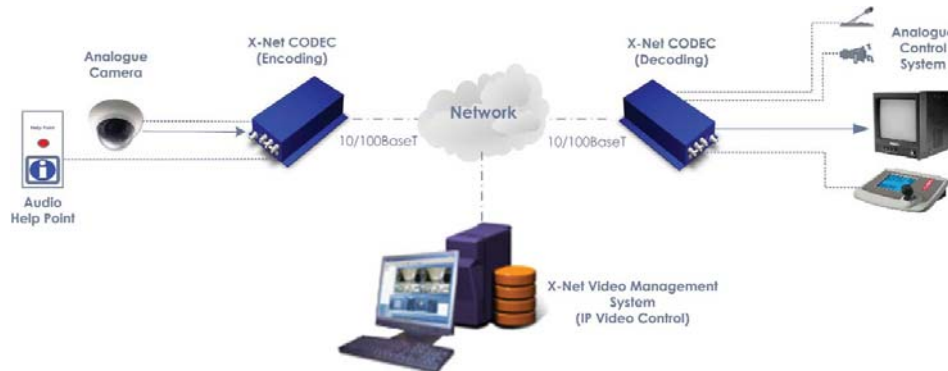 X-Net CODEC
(Encoding)
X-Net CODEC
(Decoding)
Analogue
Control
System
Analogue
Camera
Network
Help Point
10/100BaseT
10/100BaseT
Audio
Help Point
X-Net Video Management
System
(IP Video Control)